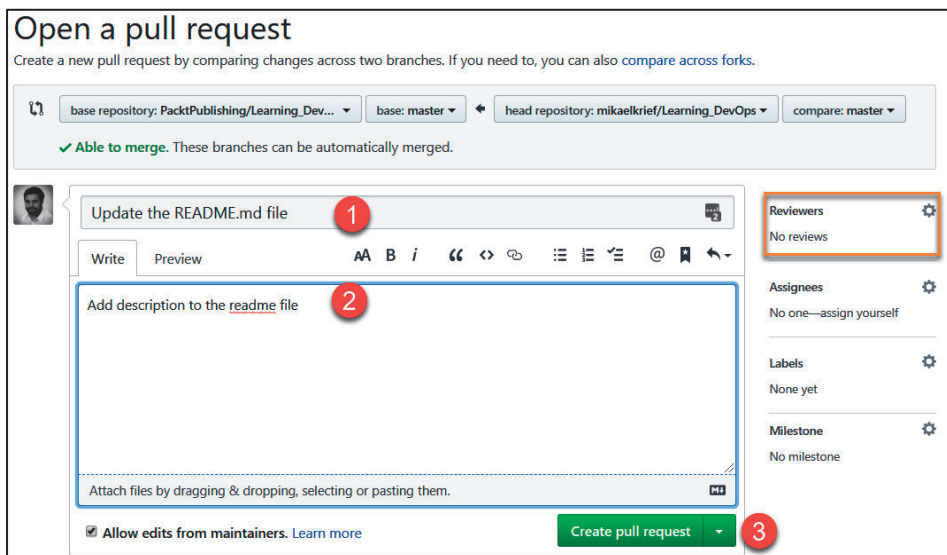 Open a pull request
Create a new pull request by comparing changes across two branches. If you need to, you can also compare across forks.
base repository: PacktPublishing/Learning_Dev... base: master head repository: mikaelkrief/Learning_DevOps compare: master
Able to merge. These branches can be automatically merged.
Update the README.md file 1
2
Write Preview AA B i
Add description to the readme file 2
Attach files by dragging & dropping, selecting or pasting them. M
Allow edits from maintainers. Learn more Create pull request 3
Reviewers
No reviews
Assignees
No one—assign yourself
Labels
None yet
Milestone
No milestone